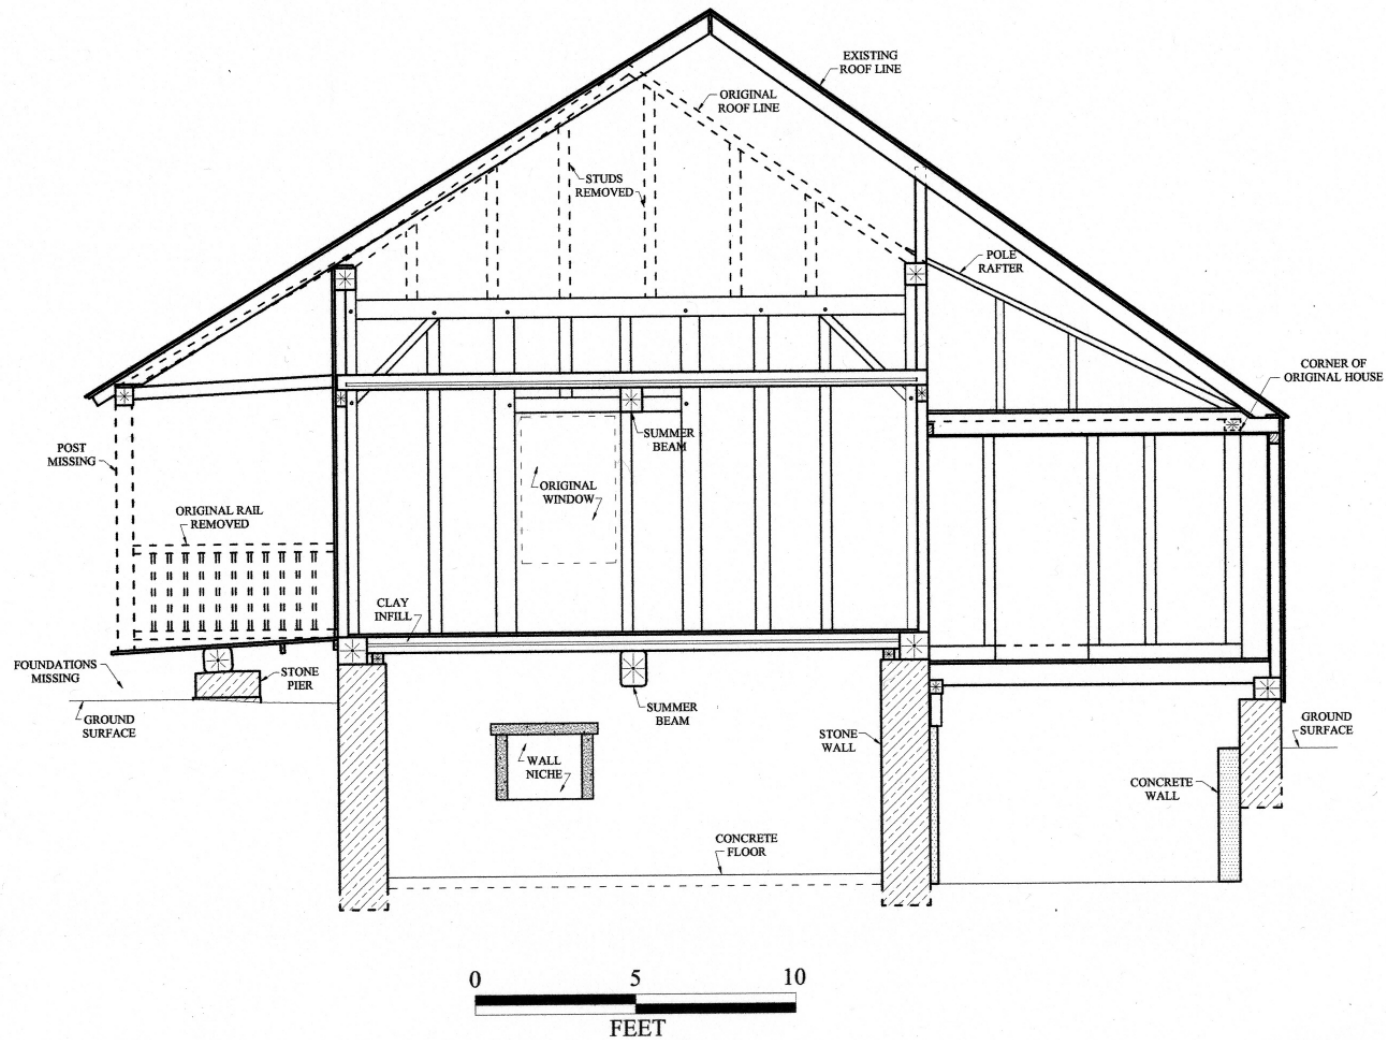 EXISTING
ROOF LINE
ORIGINAL
ROOF LINE
STUDS
REMOVED
POLE
RAFTER
CORNER OF
ORIGINAL HOUSE
SUMMER
BEAM
POST
MISSING
ORIGINAL
WINDOW
ORIGINAL RAIL
REMOVED
CLAY
INFILL
FOUNDATIONS
MISSING
STONE
PIER
GROUND
SURFACE
SUMMER
BEAM
STONE
WALL
GROUND
SURFACE
WALL
NICHE
CONCRETE
WALL
CONCRETE
FLOOR
0 5 10
FEET